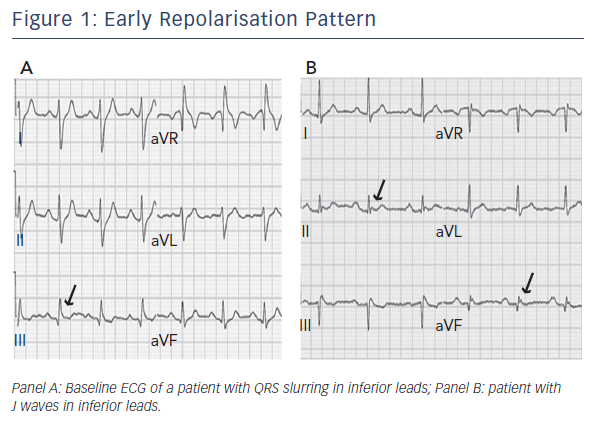 Figure 1: Early Repolarisation Pattern
A
B
I
aVR
I
aVR
II
aVL
II
aVL
III
aVF
III
aVF
Panel A: Baseline ECG of a patient with QRS slurring in inferior leads; Panel B: patient with
J waves in inferior leads.